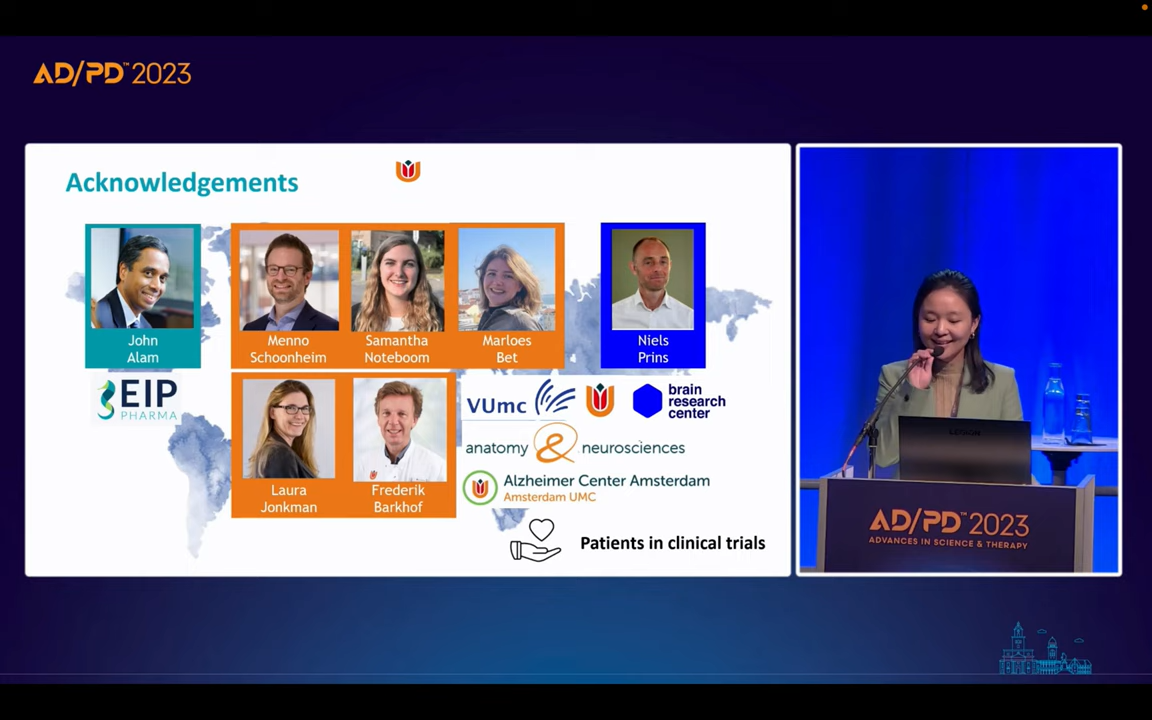 AD/PD™ 2023
Acknowledgements
John
Alam
Menno
Schoonheim
Samantha
Noteboom
Marloes
Bet
Niels
Prins
EIP
PHARMA
Laura
Jonkman
Frederik
Barkhof
VUmc
brain
research
center
anatomy & neurosciences
Alzheimer Center Amsterdam
Amsterdam UMC
Patients in clinical trials
AD/PD™ 2023
ADVANCES IN SCIENCE & THERAPY